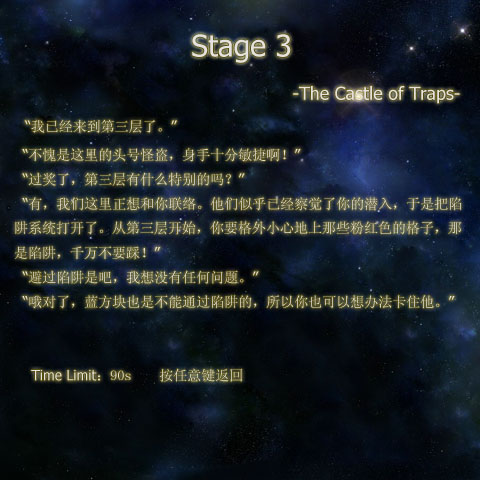 Stage 3
-The Castle of Traps-
“我已经来到第三层了。”
“不愧是这里的头号怪盗，身手十分敏捷啊！”
“过奖了，第三层有什么特别的吗？”
“有，我们这里正想和你联络。他们似乎已经察觉了你的潜入，于是把陷
阱系统打开了。从第三层开始，你要格外小心地上那些粉红色的格子，那
是陷阱，千万不要踩！”
“避过陷阱是吧，我想没有任何问题。”
“哦对了，蓝方块也是不能通过陷阱的，所以你也可以想办法卡住他。”
Time Limit：90s 按任意键返回